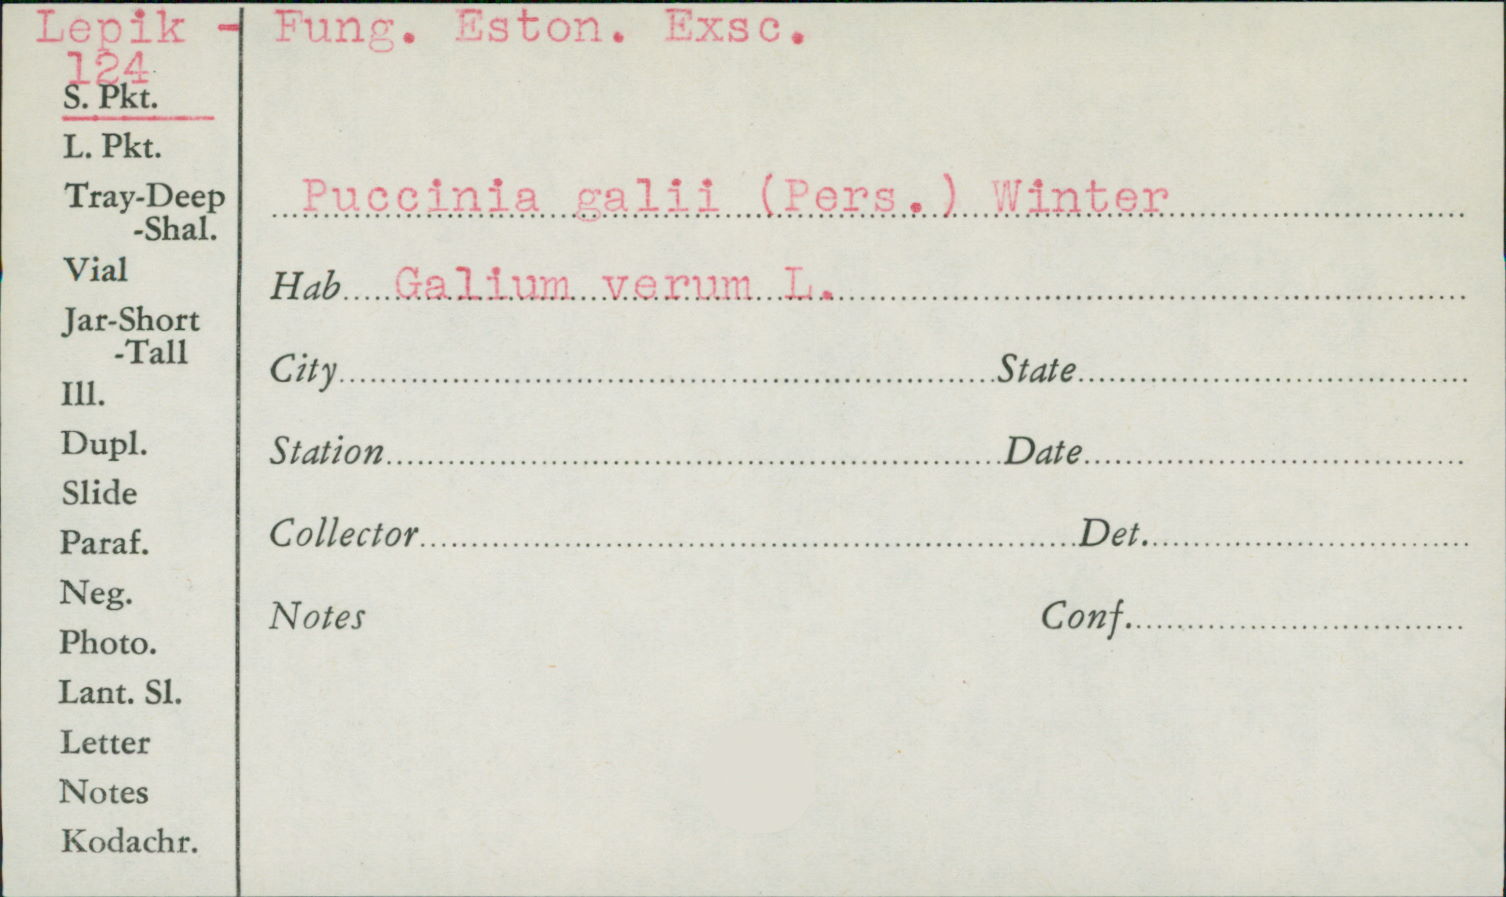 Lepik - Fung. Eston. Exsc.
124
S. Pkt.
L. Pkt.
Tray-Deep
-Shal.
Vial
Jar-Short
-Tall
Ill.
Dupl.
Slide
Paraf.
Neg.
Photo.
Lant. Sl.
Letter
Notes
Kodachr.
Puccinia galii (Pers.) Winter
Hab. Galium verum L.
City State
Station Date
Collector Det.
Notes Conf.